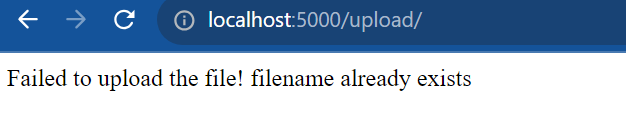 localhost:5000/upload/
Failed to upload the file! filename already exists